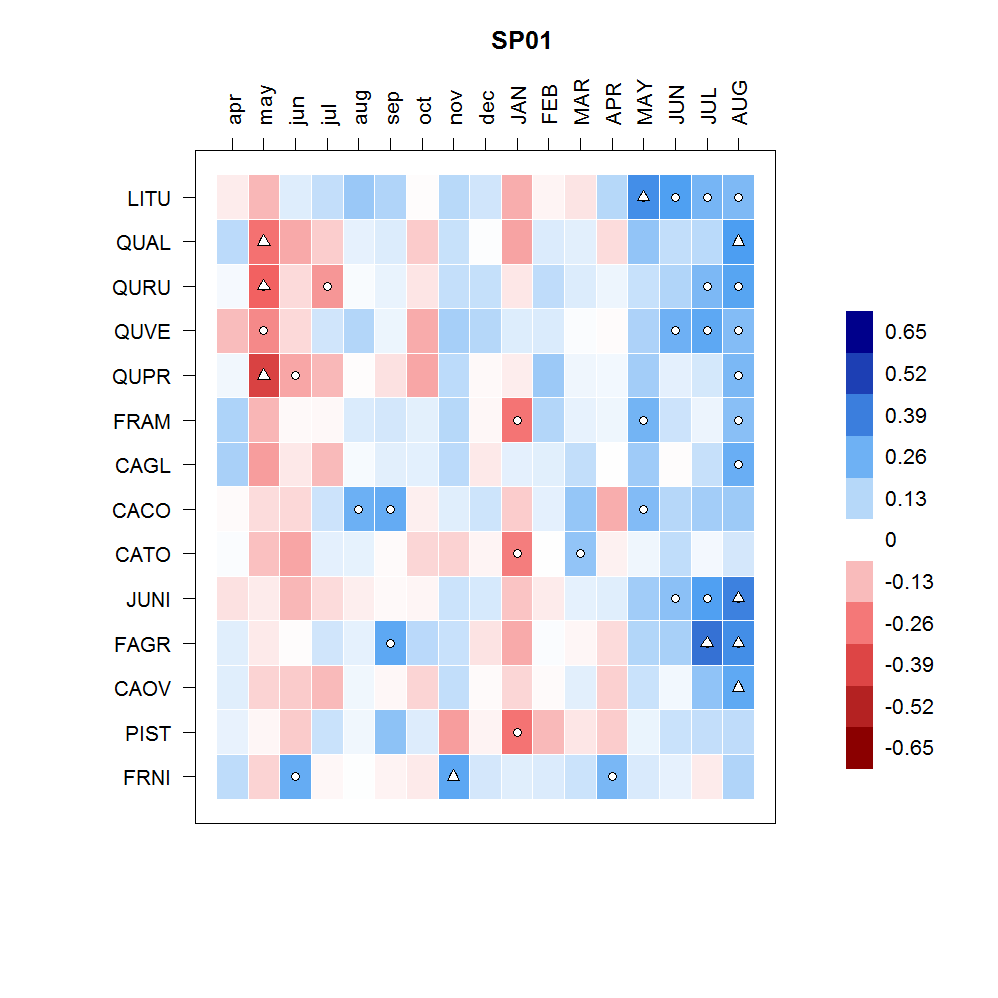 SP01
apr may jun jul aug sep oct nov dec JAN FEB MAR APR MAY JUN JUL AUG
LITU
QUAL
QURU
QUVE
QUPR
FRAM
CAGL
CACO
CATO
JUNI
FAGR
CAOV
PIST
FRNI
0.65
0.52
0.39
0.26
0.13
0
-0.13
-0.26
-0.39
-0.52
-0.65